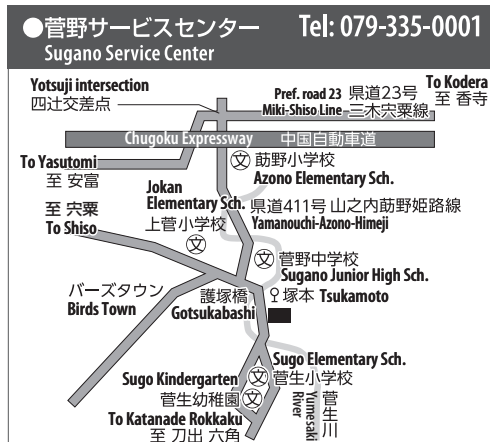 ●菅野サービスセンター Tel: 079-335-0001
Sugano Service Center
Yotsuji intersection
四辻交差点
Pref. road 23 県道23号
Miki-Shiso Line 三木宍粟線
To Kodera
至 香寺
Chugoku Expressway 中国自動車道
To Yasutomi
至 安富
文 莇野小学校
Azono Elementary Sch.
Jokan
Elementary Sch.
上菅小学校
文
県道411号 山之内莇野姫路線
Yamanouchi-Azono-Himeji
至 宍粟
To Shiso
文 菅野中学校
Sugano Junior High Sch.
バーズタウン
Birds Town
護塚橋
Gotsukabashi
塚本 Tsukamoto
Sugo Elementary Sch.
文 菅生小学校
Sugo Kindergarten
菅生幼稚園 文
To Katanade Rokkaku
至 刀出 六角
Yumesaki
River
菅生川